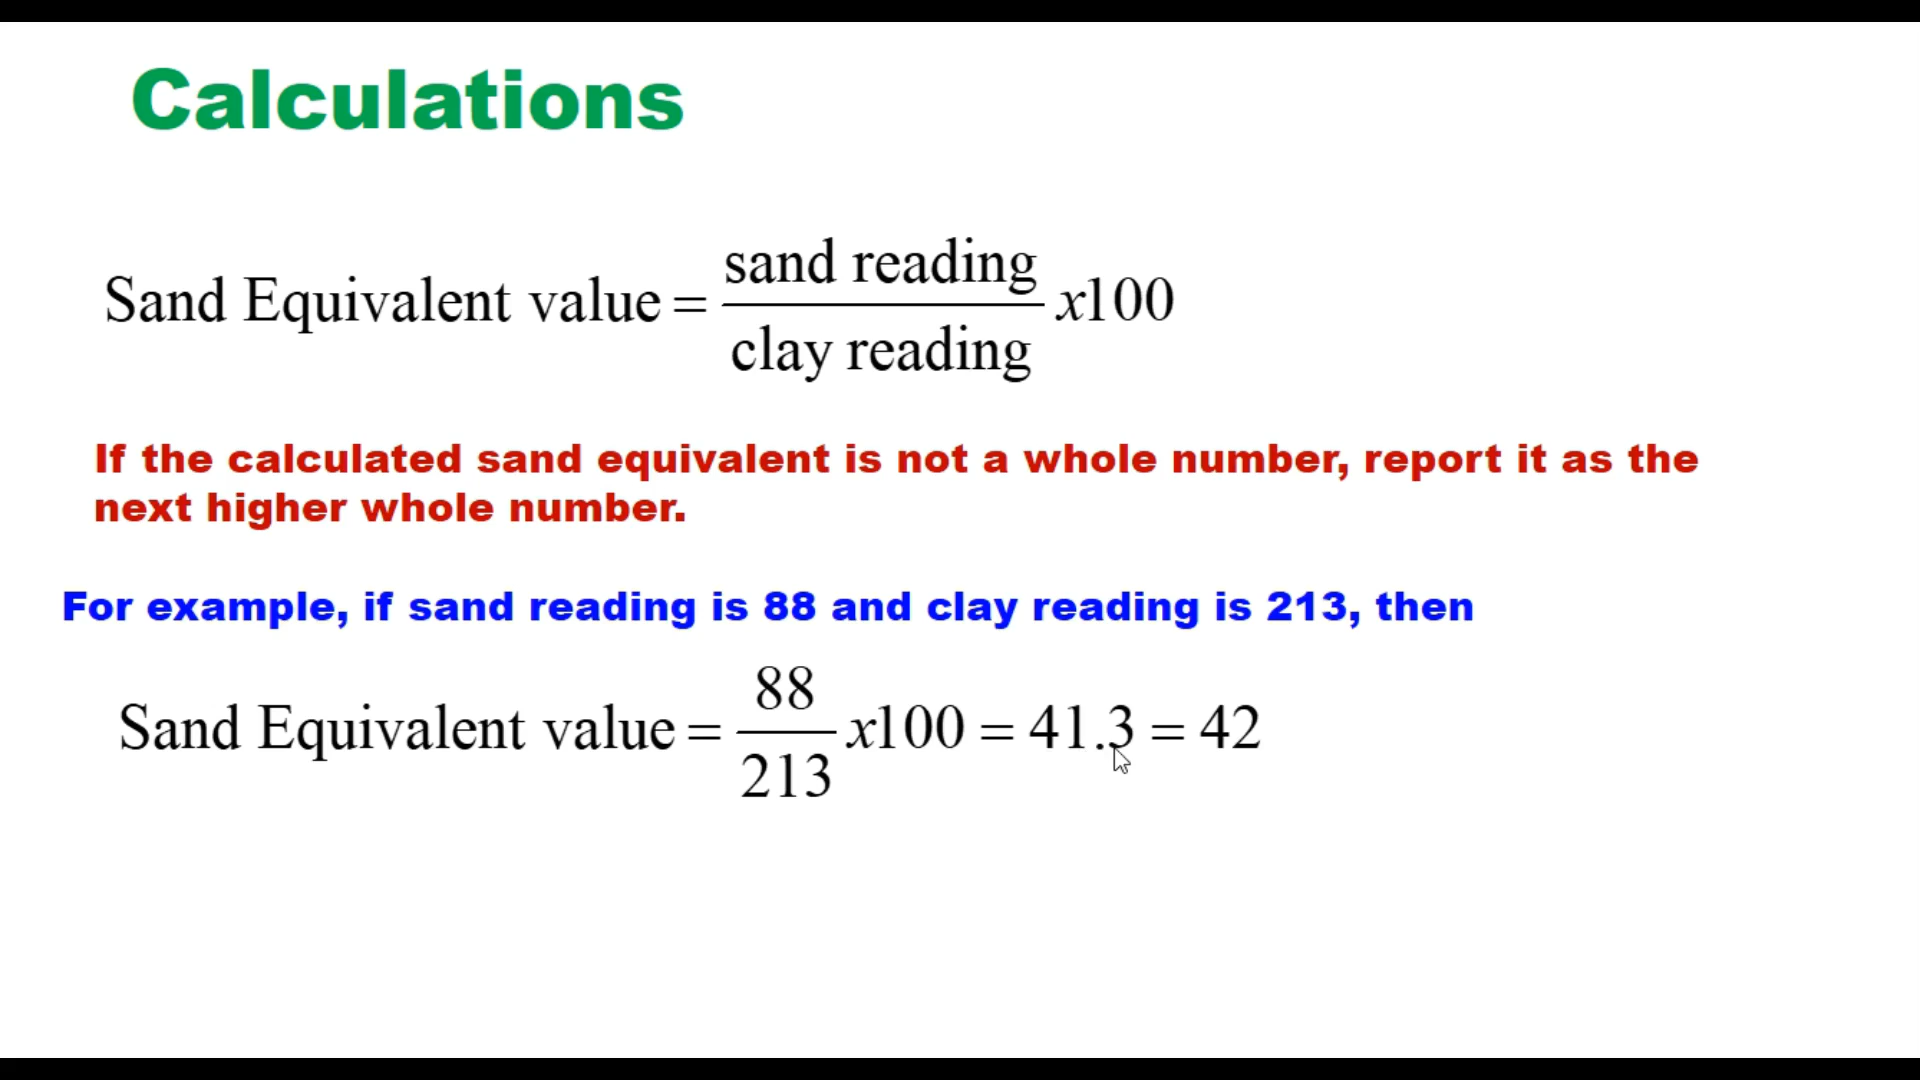 Calculations
Sand Equivalent value = sand reading / clay reading x100
If the calculated sand equivalent is not a whole number, report it as the
next higher whole number.
For example, if sand reading is 88 and clay reading is 213, then
Sand Equivalent value = 88 / 213 x100 = 41.3 = 42